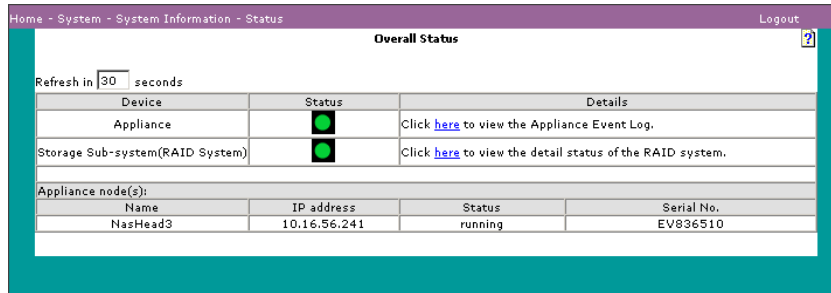 Home - System - System Information - Status Logout
Overall Status
?
Refresh in 30 seconds
Device Status Details
Appliance Click here to view the Appliance Event Log.
Storage Sub-system(RAID System) Click here to view the detail status of the RAID system.
Appliance node(s):
Name IP address Status Serial No.
NasHead3 10.16.56.241 running EV836510